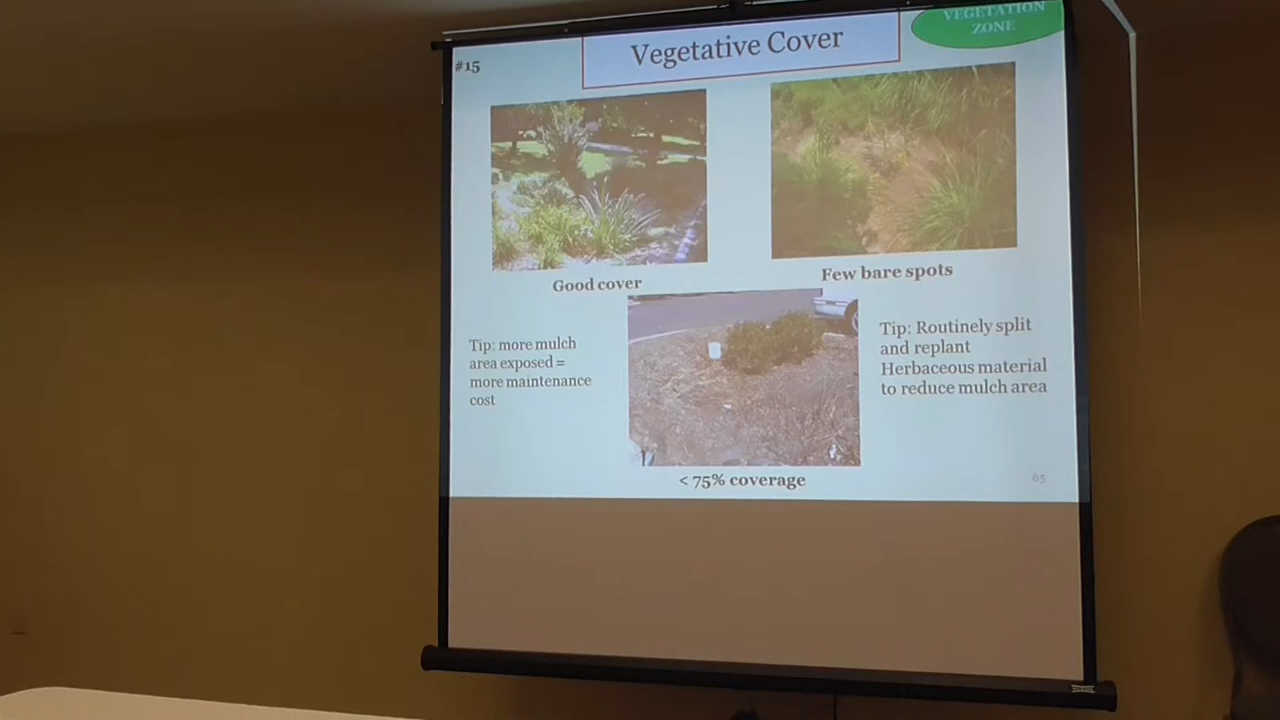 #15
Vegetative Cover
VEGETATION
ZONE
Good cover
Few bare spots
Tip: more mulch
area exposed =
more maintenance
cost
Tip: Routinely split
and replant
Herbaceous material
to reduce mulch area
< 75% coverage
65